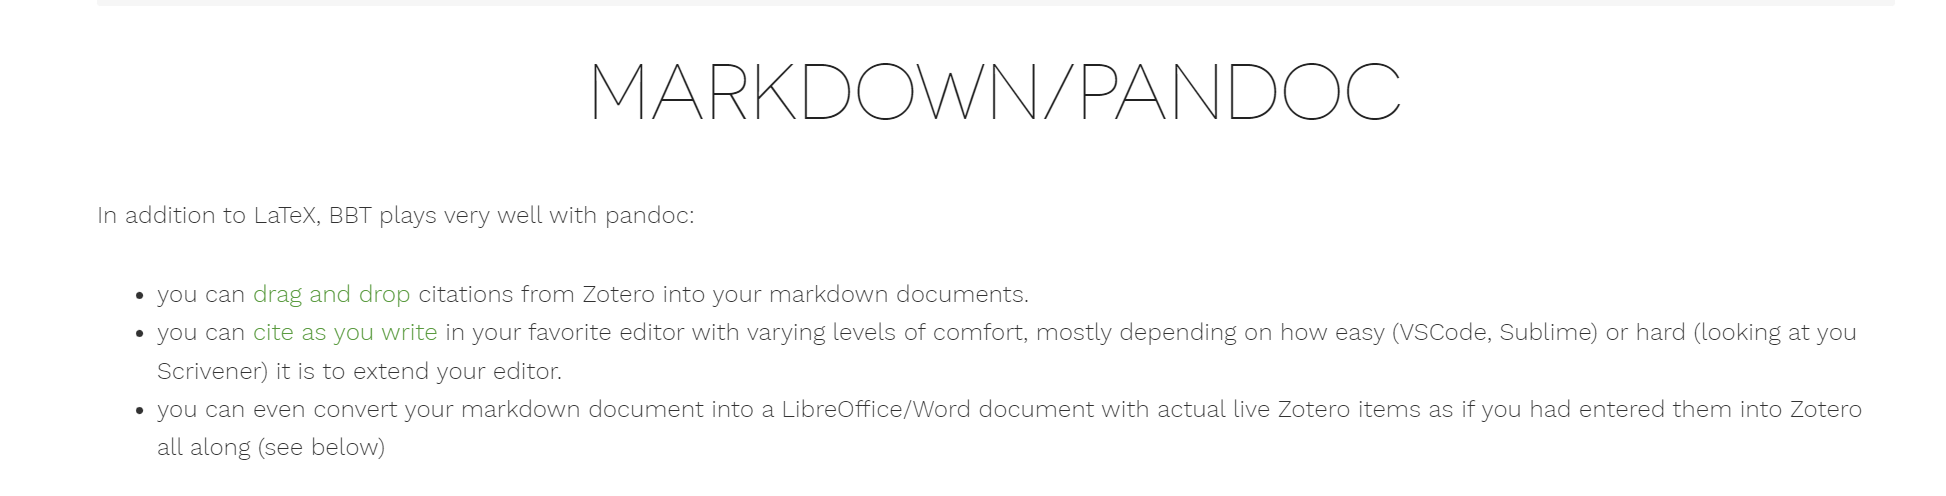 MARKDOWN/PANDOC
In addition to LaTeX, BBT plays very well with pandoc:
you can drag and drop citations from Zotero into your markdown documents.
you can cite as you write in your favorite editor with varying levels of comfort, mostly depending on how easy (VSCode, Sublime) or hard (looking at you
Scrivener) it is to extend your editor.
you can even convert your markdown document into a LibreOffice/Word document with actual live Zotero items as if you had entered them into Zotero
all along (see below)